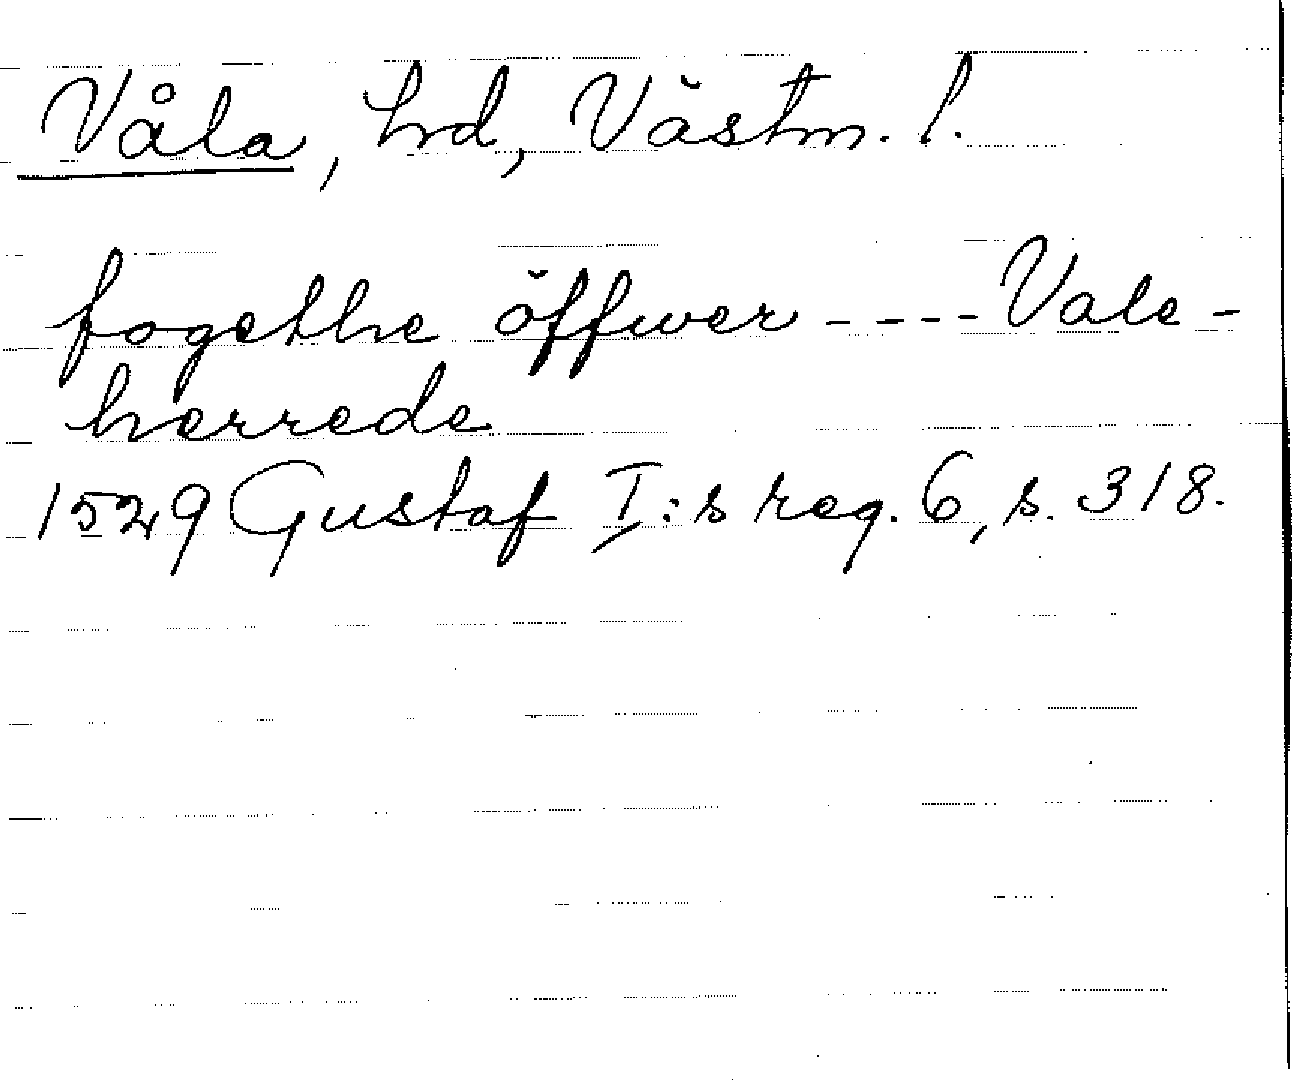 Våla, hd, Västm. l.
fogethe öffwer ---- Vale-
herrede
1529 Gustaf I:s reg. 6, s. 318.